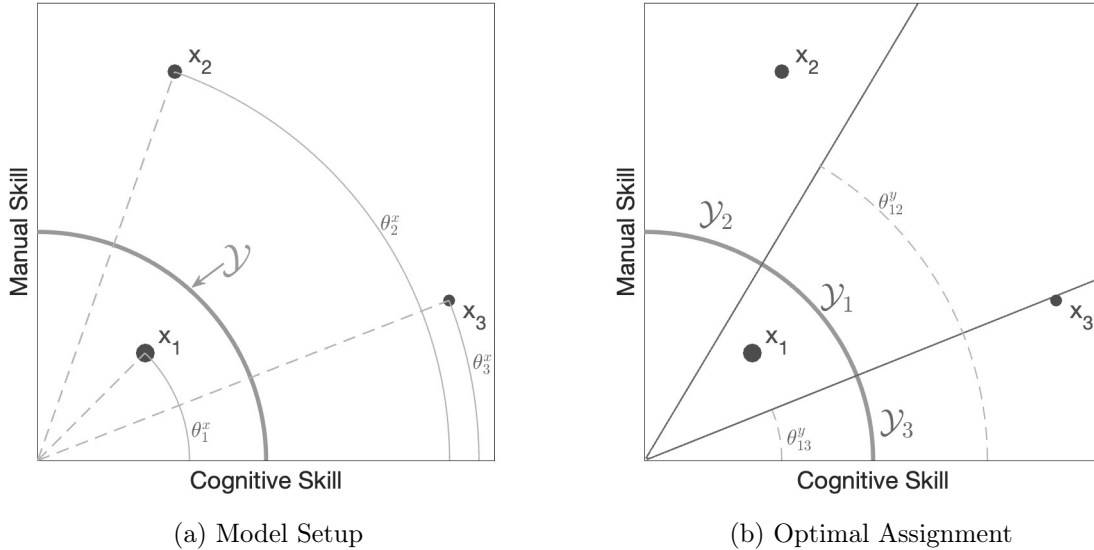 x₂
θ₂ˣ
𝒴
x₃
x₁
θ₃ˣ
θ₁ˣ
Manual Skill
Cognitive Skill
(a) Model Setup
x₂
θ₁₂ʸ
𝒴₂
𝒴₁
x₃
x₁
𝒴₃
θ₁₃ʸ
Manual Skill
Cognitive Skill
(b) Optimal Assignment